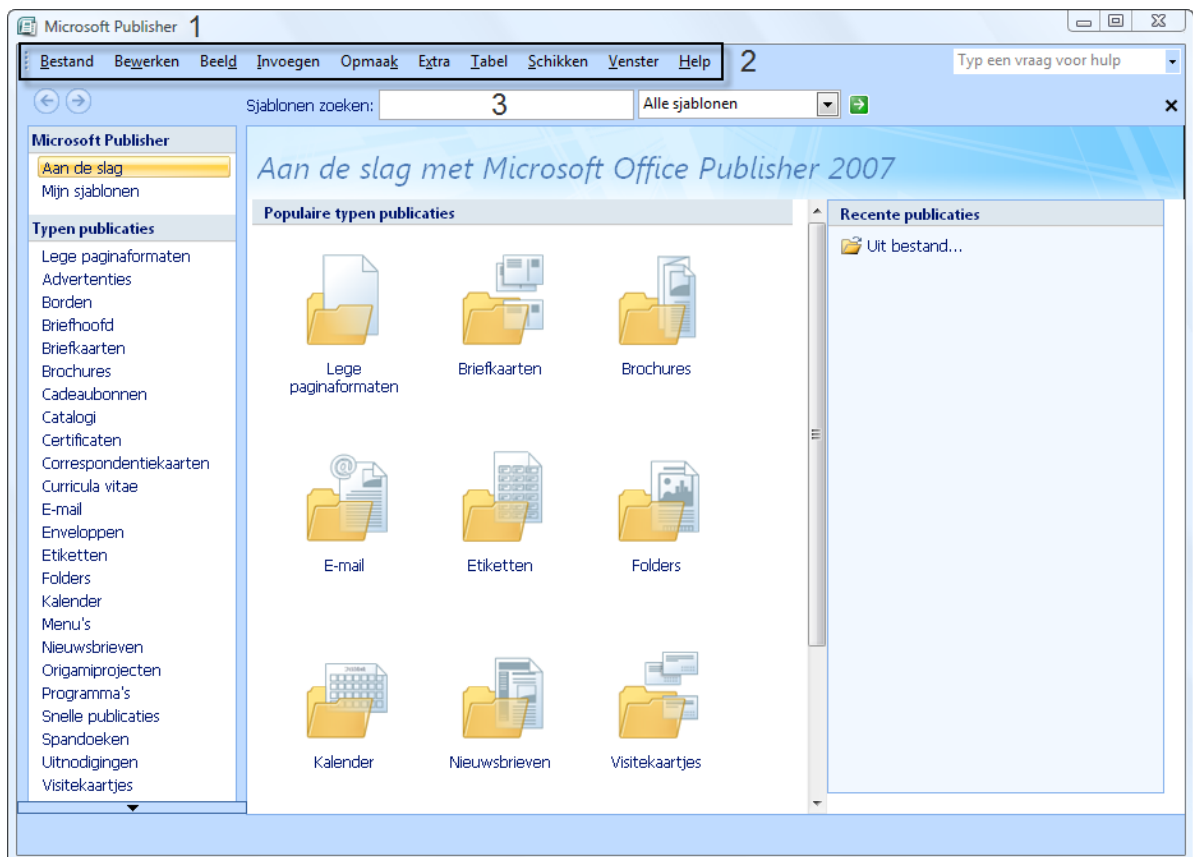 Microsoft Publisher 1
Bestand Bewerken Beeld Invoegen Opmaak Extra Tabel Schikken Venster Help 2 Typ een vraag voor hulp
Sjablonen zoeken: 3 Alle sjablonen
Microsoft Publisher
Aan de slag
Mijn sjablonen
Typen publicaties
Lege paginaformaten
Advertenties
Borden
Briefhoofd
Briefkaarten
Brochures
Cadeaubonnen
Catalogi
Certificaten
Correspondentiekaarten
Curricula vitae
E-mail
Enveloppen
Etiketten
Folders
Kalender
Menu's
Nieuwsbrieven
Origamiprojecten
Programma's
Snelle publicaties
Spandoeken
Uitnodigingen
Visitekaartjes
Aan de slag met Microsoft Office Publisher 2007
Populaire typen publicaties
Lege
paginaformaten
Briefkaarten
Brochures
E-mail
Etiketten
Folders
Kalender
Nieuwsbrieven
Visitekaartjes
Recente publicaties
Uit bestand...